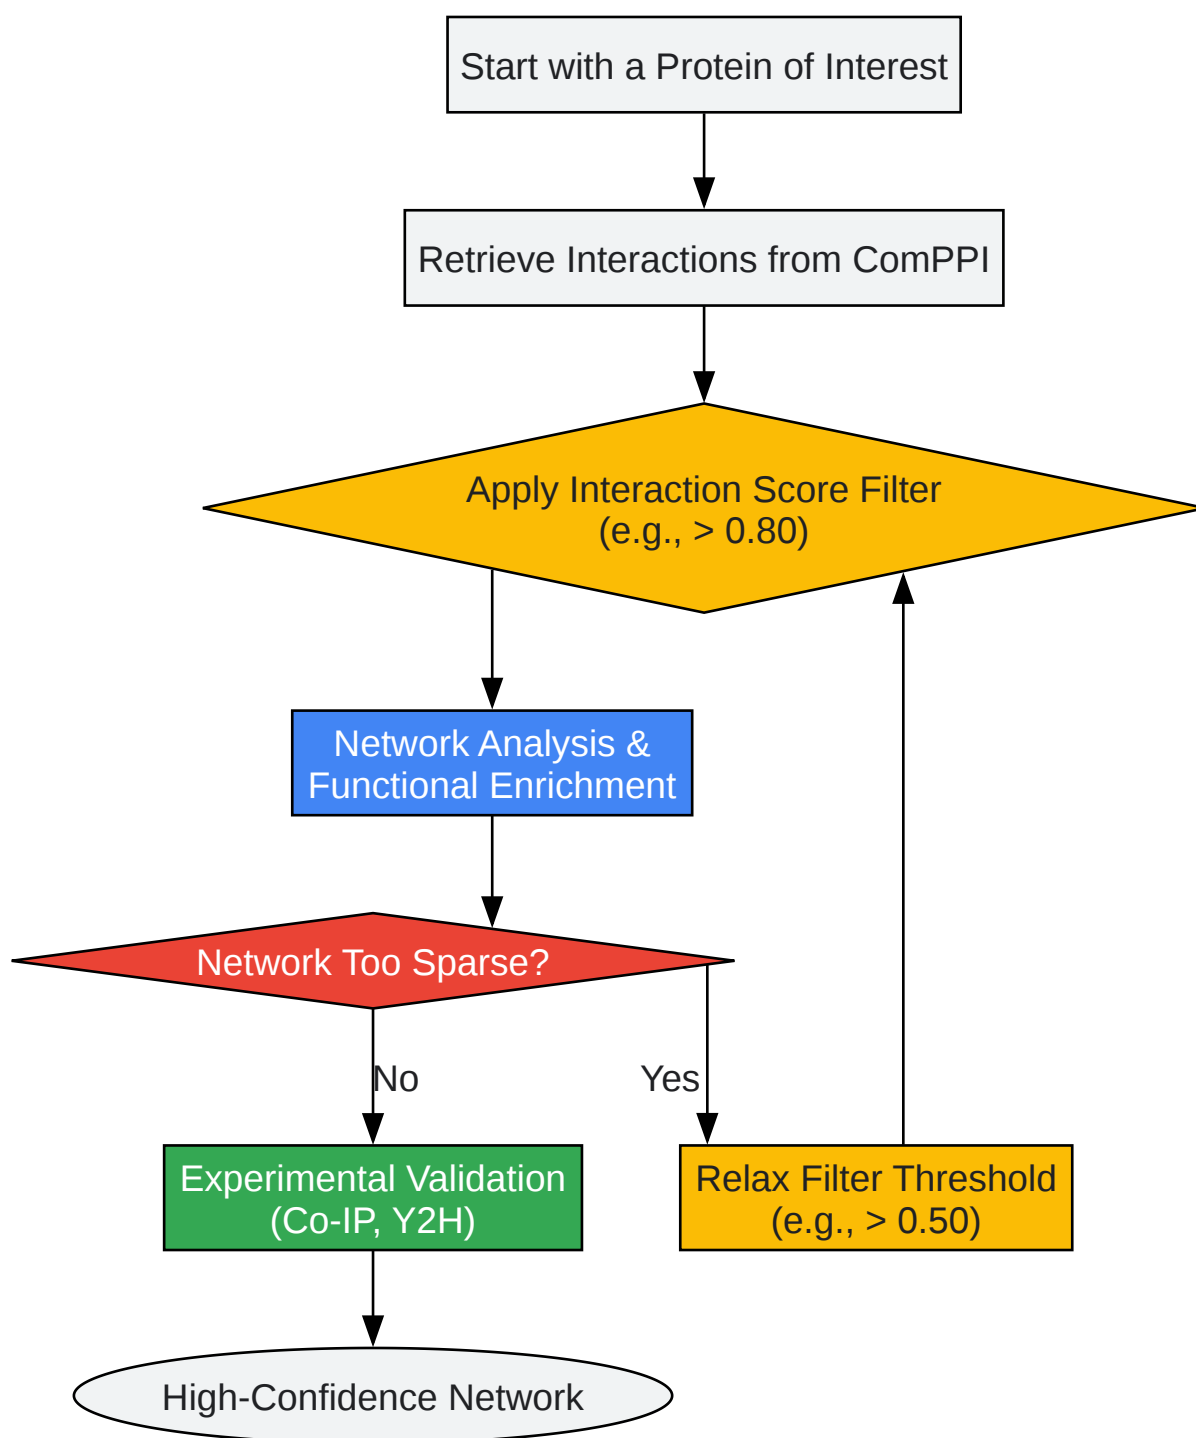 Start with a Protein of Interest
Retrieve Interactions from ComPPI
Apply Interaction Score Filter
(e.g., > 0.80)
Network Analysis &
Functional Enrichment
Network Too Sparse?
No
Yes
Experimental Validation
(Co-IP, Y2H)
Relax Filter Threshold
(e.g., > 0.50)
High-Confidence Network